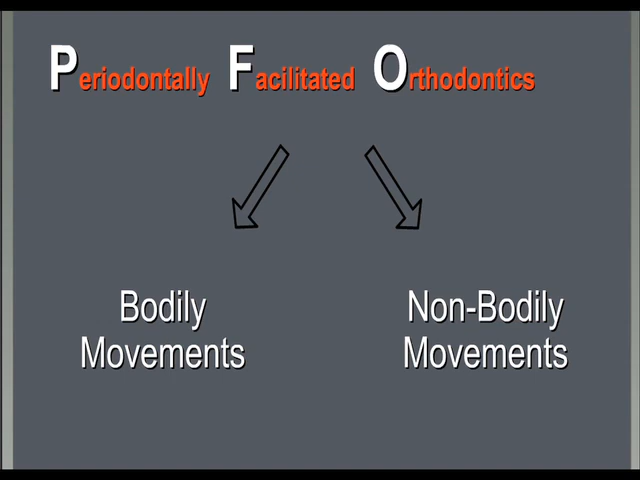 Periodontally Facilitated Orthodontics
Bodily Non-Bodily
Movements Movements